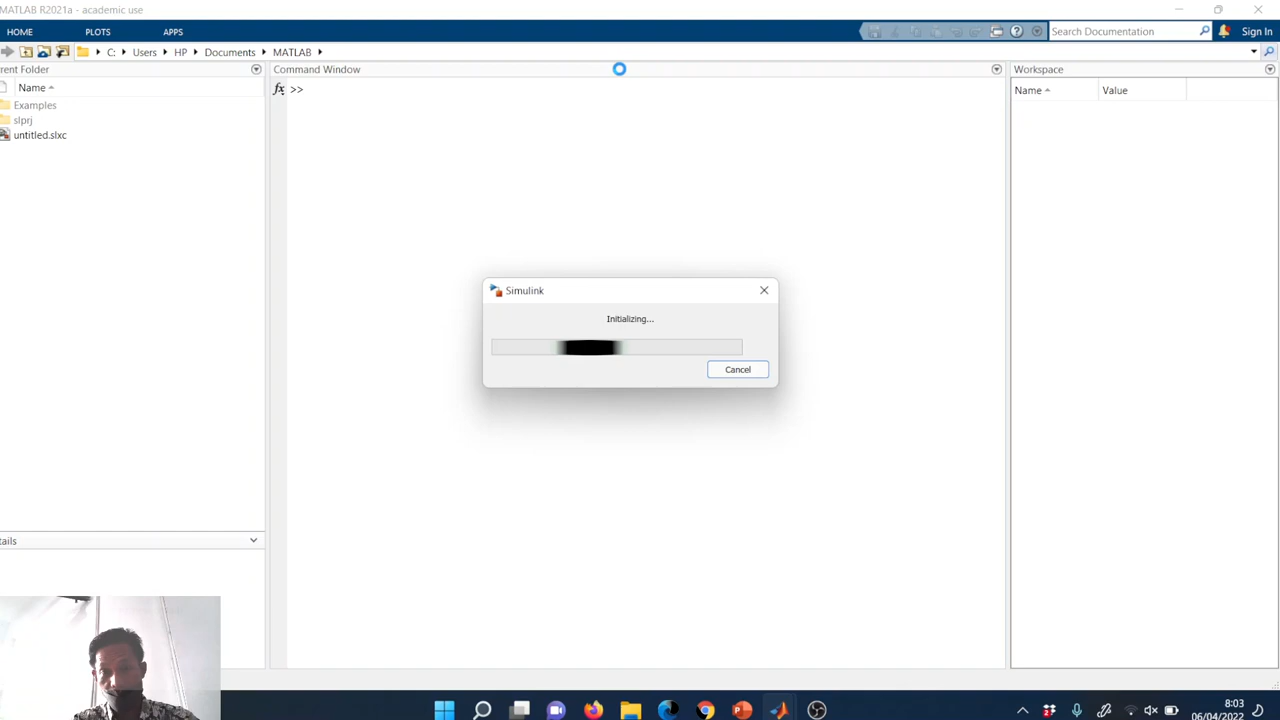 MATLAB R2021a - academic use
HOME PLOTS APPS
Search Documentation
Sign In
C: Users HP Documents MATLAB
rent Folder
Command Window
Workspace
Name
fx >>
Name Value
Examples
slprj
untitled.slxc
Simulink
Initializing...
Cancel
tails
8:03
06/04/2022